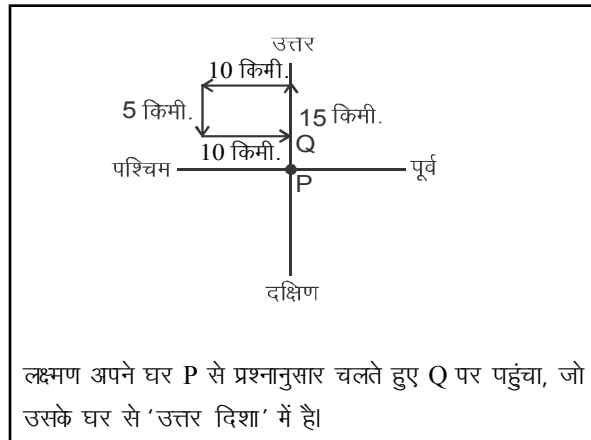 उत्तर
10 किमी.
5 किमी.
15 किमी.
Q
10 किमी.
पश्चिम
पूर्व
P
दक्षिण
लक्ष्मण अपने घर P से प्रश्नानुसार चलते हुए Q पर पहुंचा, जो
उसके घर से ‘उत्तर दिशा’ में है।